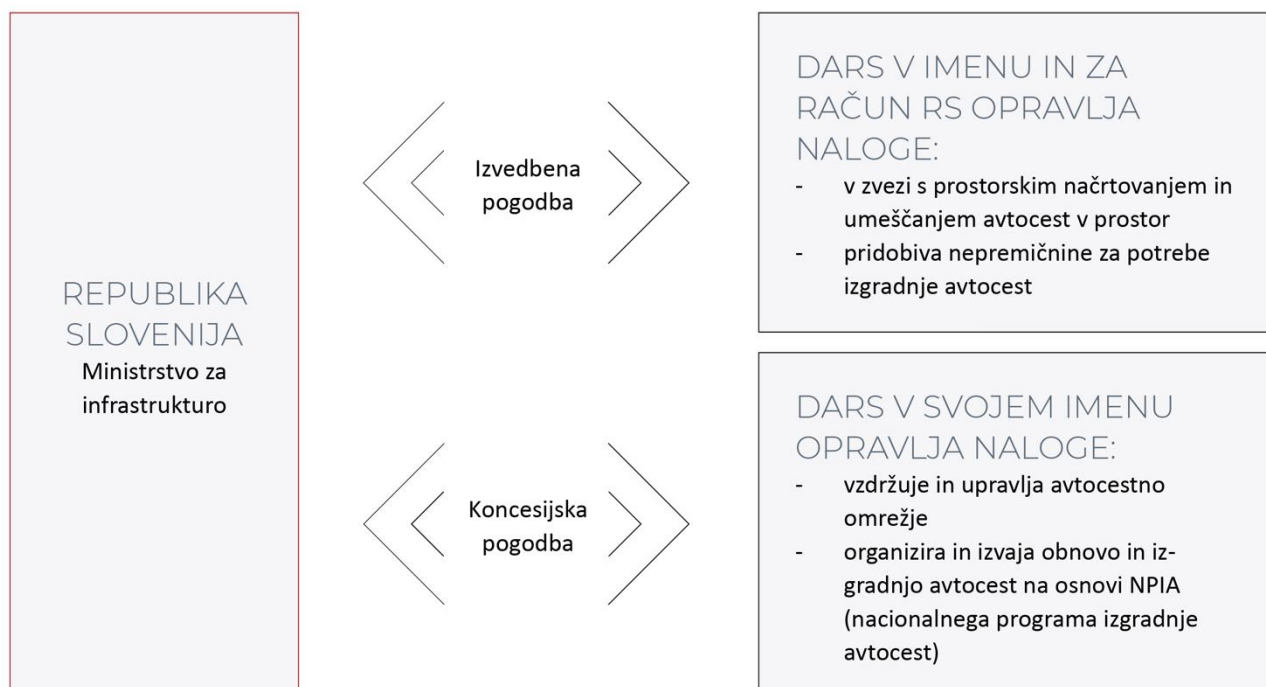 REPUBLIKA
SLOVENIJA
Ministrstvo za
infrastrukturo
Izvedbena
pogodba
DARS V IMENU IN ZA
RAČUN RS OPRAVLJA
NALOGE:
- v zvezi s prostorskim načrtovanjem in
umeščanjem avtocest v prostor
- pridobiva nepremičnine za potrebe
izgradnje avtocest
Koncesijska
pogodba
DARS V SVOJEM IMENU
OPRAVLJA NALOGE:
- vzdržuje in upravlja avtocestno
omrežje
- organizira in izvaja obnovo in iz-
gradnjo avtocest na osnovi NPIA
(nacionalnega programa izgradnje
avtocest)